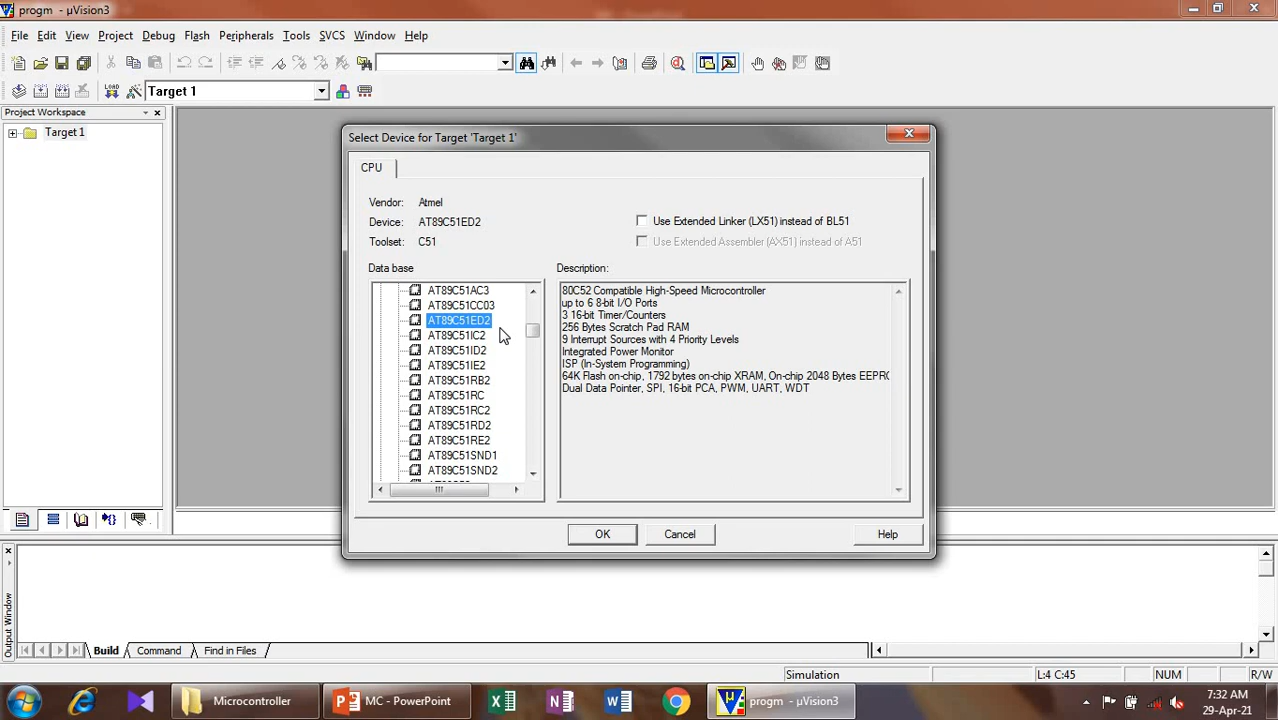 progm - µVision3
File Edit View Project Debug Flash Peripherals Tools SVCS Window Help
LOAD
Target 1
Project Workspace
Target 1
Select Device for Target 'Target 1'
CPU
Vendor: Atmel
Device: AT89C51ED2
Toolset: C51
Use Extended Linker (LX51) instead of BL51
Use Extended Assembler (AX51) instead of A51
Data base
AT89C51AC3
AT89C51CC03
AT89C51ED2
AT89C51IC2
AT89C51ID2
AT89C51IE2
AT89C51RB2
AT89C51RC
AT89C51RC2
AT89C51RD2
AT89C51RE2
AT89C51SND1
AT89C51SND2
Description:
80C52 Compatible High-Speed Microcontroller
up to 6 8-bit I/O Ports
3 16-bit Timer/Counters
256 Bytes Scratch Pad RAM
9 Interrupt Sources with 4 Priority Levels
Integrated Power Monitor
ISP (In-System Programming)
64K Flash on-chip, 1792 bytes on-chip XRAM, On-chip 2048 Bytes EEPRO
Dual Data Pointer, SPI, 16-bit PCA, PWM, UART, WDT
OK Cancel Help
Output Window
Build Command Find in Files
Simulation L:4 C:45 NUM R/W
Microcontroller
MC - PowerPoint
progm - µVision3
7:32 AM
29-Apr-21